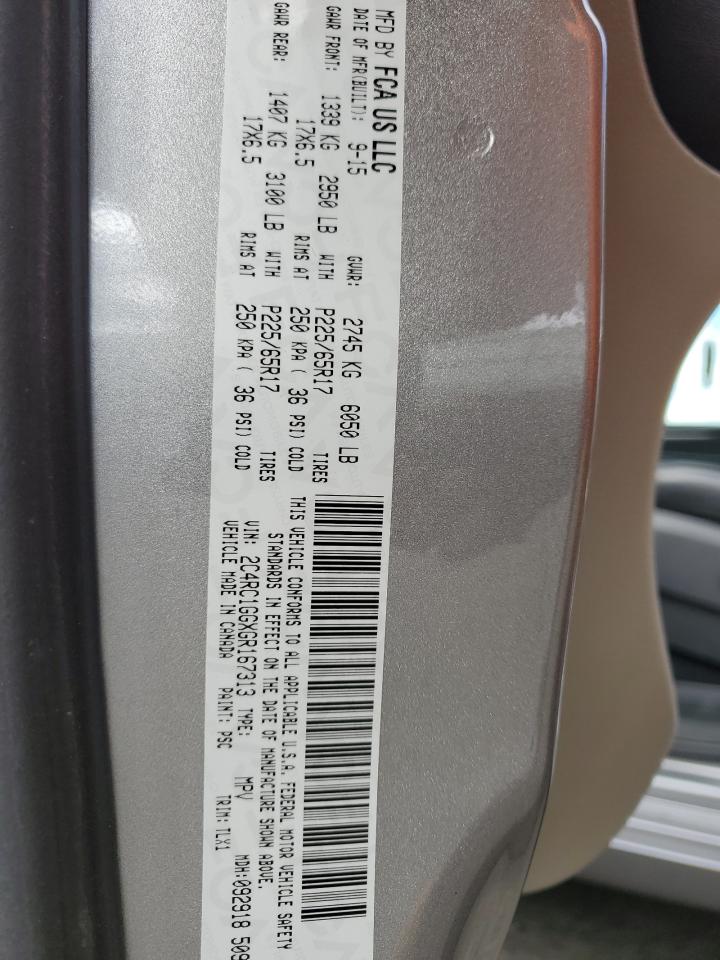 MFD BY FCA US LLC
DATE OF MFR(BUILT): 9-15 GVWR: 2745 KG 6050 LB
GAWR FRONT: 1339 KG 2950 LB WITH P225/65R17 TIRES
17X6.5 RIMS AT 250 KPA ( 36 PSI) COLD
GAWR REAR: 1407 KG 3100 LB WITH P225/65R17 TIRES
17X6.5 RIMS AT 250 KPA ( 36 PSI) COLD
THIS VEHICLE CONFORMS TO ALL APPLICABLE U.S.A. FEDERAL MOTOR VEHICLE SAFETY
STANDARDS IN EFFECT ON THE DATE OF MANUFACTURE SHOWN ABOVE.
VIN: 2C4RC1GGXGR167313 TYPE: MPV MDH:092918 509
VEHICLE MADE IN CANADA PAINT: PSC TRIM: TLX1